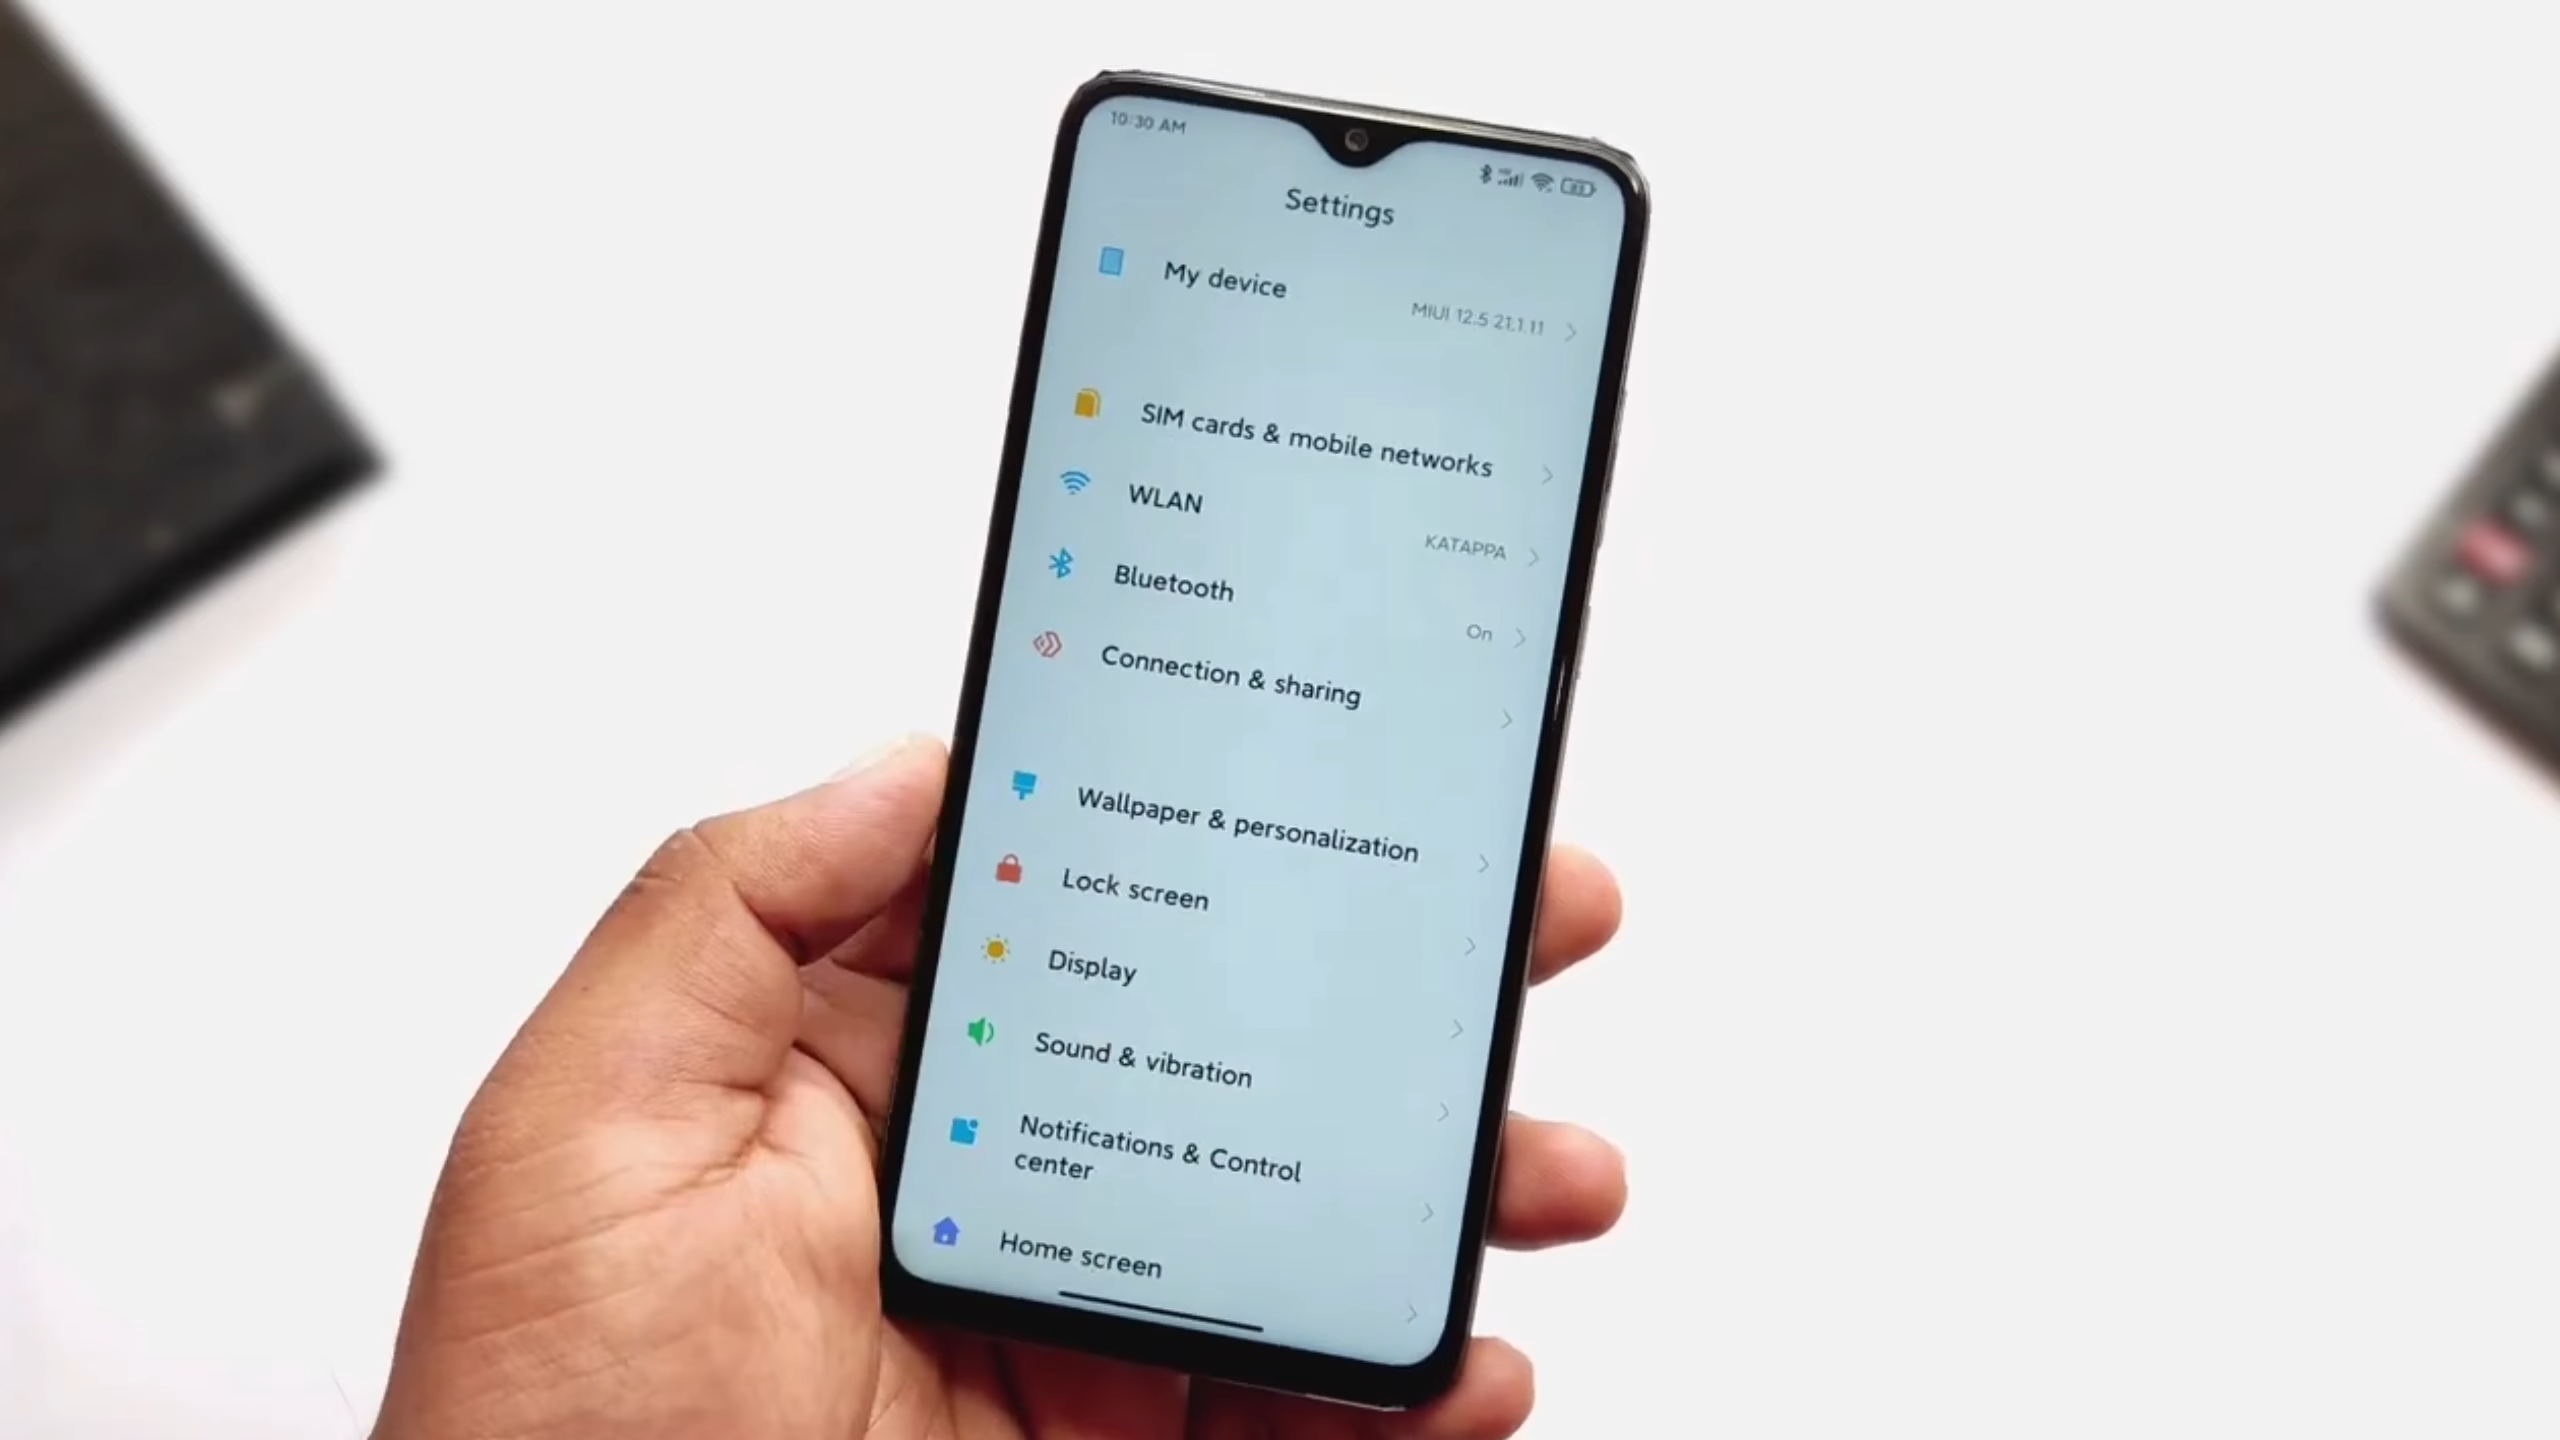 10:30 AM
Settings
My device
MIUI 12.5 21.1.11
SIM cards & mobile networks
WLAN
KATAPPA
Bluetooth
On
Connection & sharing
Wallpaper & personalization
Lock screen
Display
Sound & vibration
Notifications & Control
center
Home screen